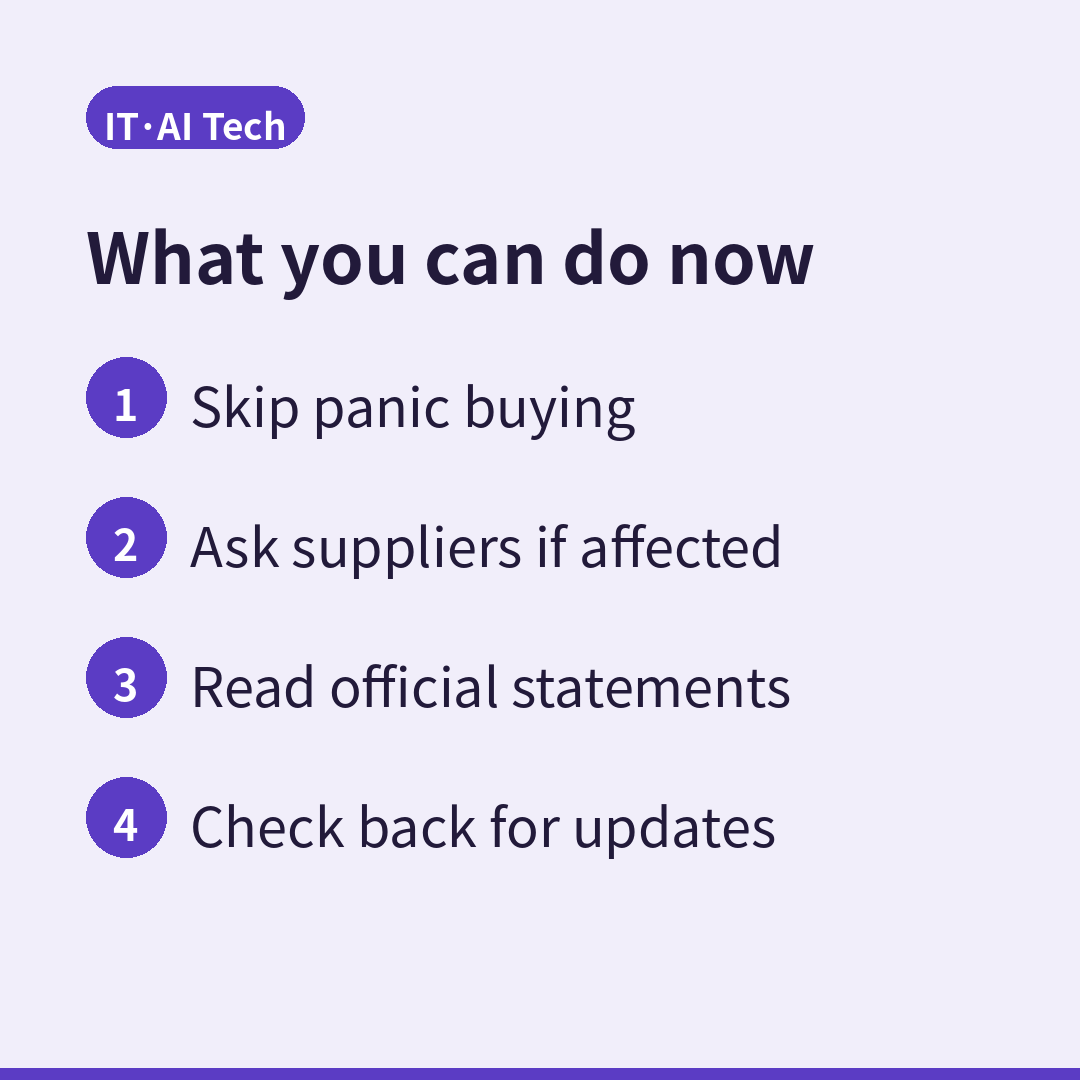 IT·AI Tech
What you can do now
1 Skip panic buying
2 Ask suppliers if affected
3 Read official statements
4 Check back for updates